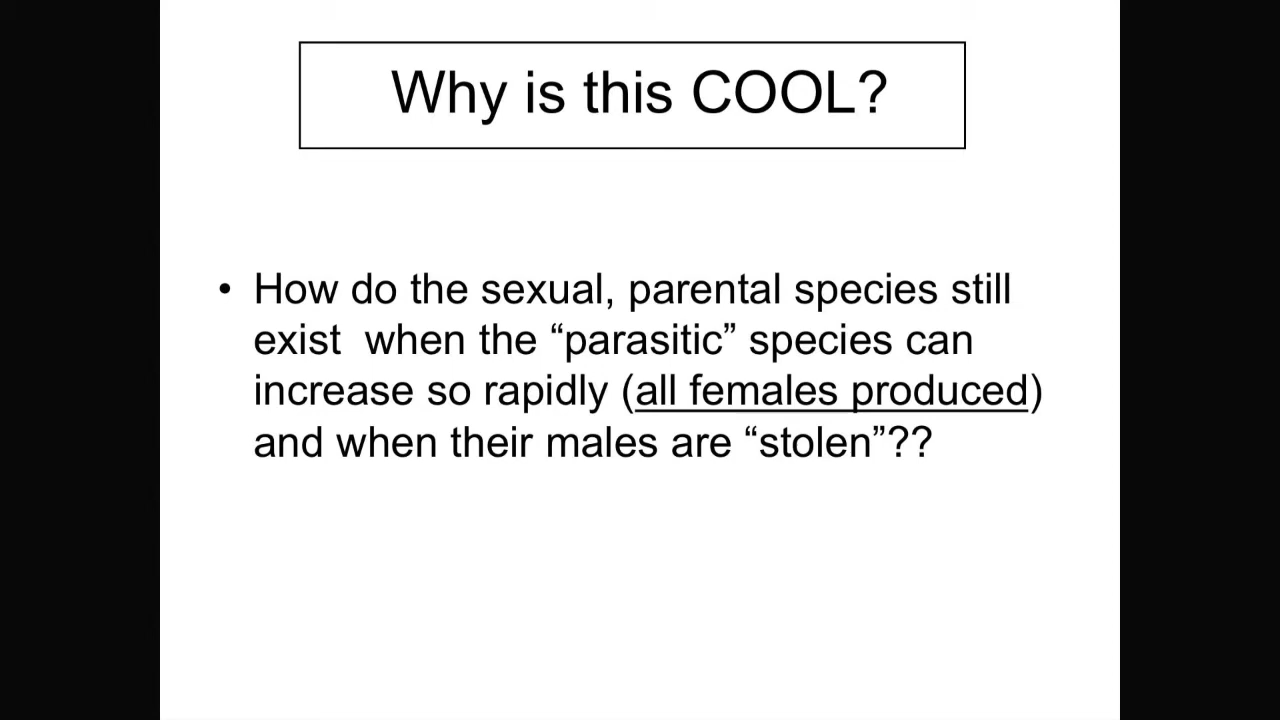 Why is this COOL?
• How do the sexual, parental species still
exist  when the “parasitic” species can
increase so rapidly (all females produced)
and when their males are “stolen”??